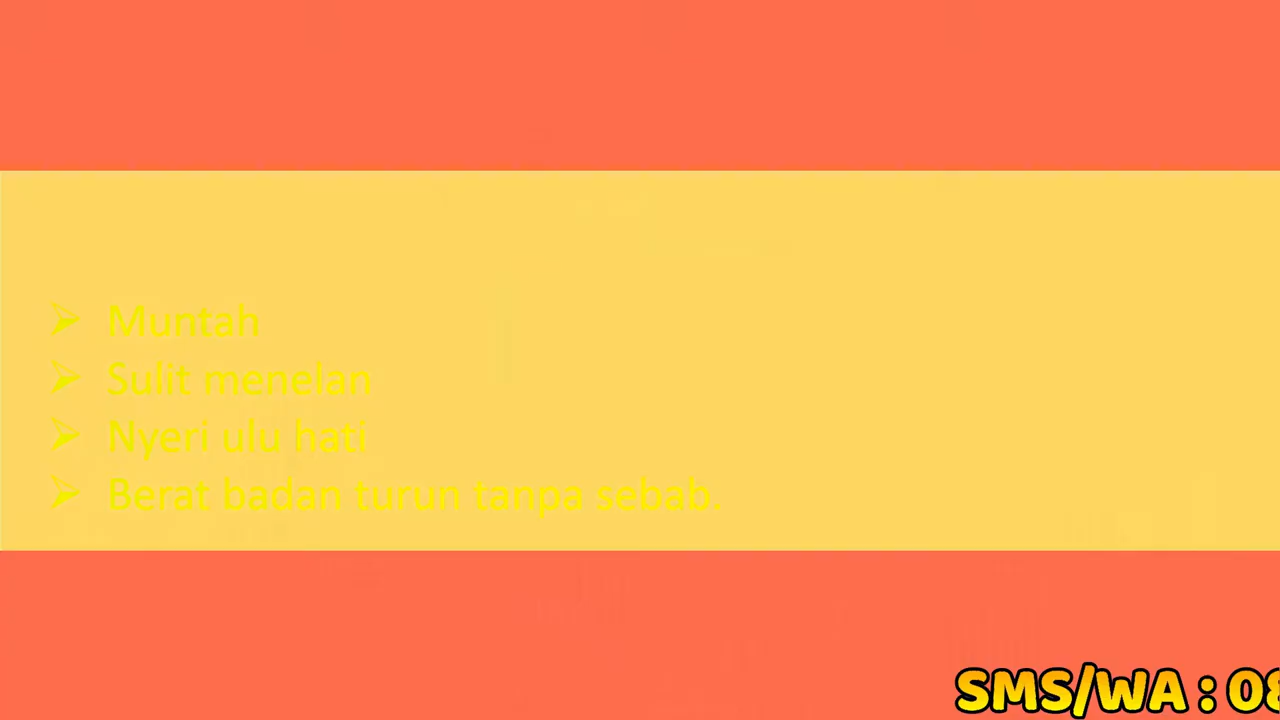 ➢ Muntah
➢ Sulit menelan
➢ Nyeri ulu hati
➢ Berat badan turun tanpa sebab.
SMS/WA : 08